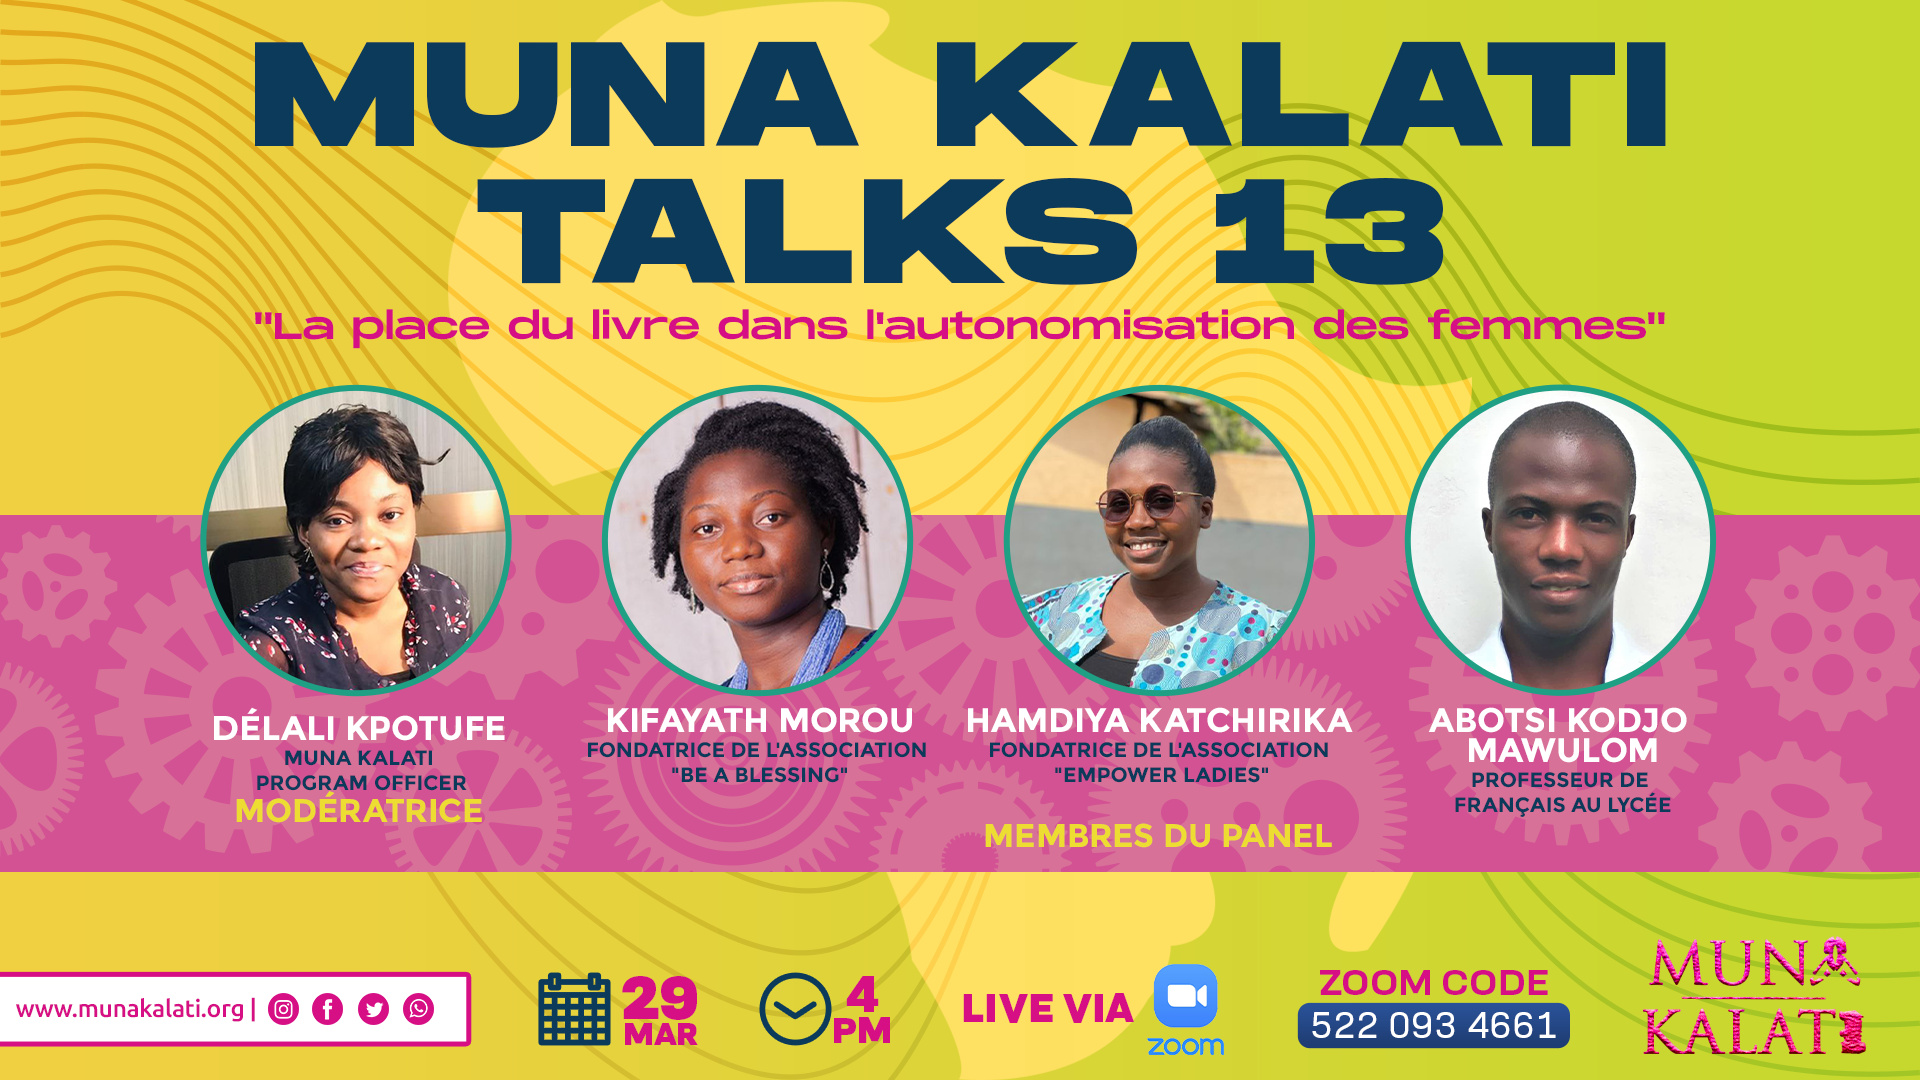 MUNA KALATI
TALKS 13
"La place du livre dans l'autonomisation des femmes"
DÉLALI KPOTUFE
MUNA KALATI
PROGRAM OFFICER
MODÉRATRICE
KIFAYATH MOROU
FONDATRICE DE L'ASSOCIATION
"BE A BLESSING"
HAMDIYA KATCHIRIKA
FONDATRICE DE L'ASSOCIATION
"EMPOWER LADIES"
ABOTSI KODJO
MAWULOM
PROFESSEUR DE
FRANÇAIS AU LYCÉE
MEMBRES DU PANEL
www.munakalati.org |
29
MAR
4
PM
LIVE VIA
zoom
ZOOM CODE
522 093 4661
MUNA
KALATI